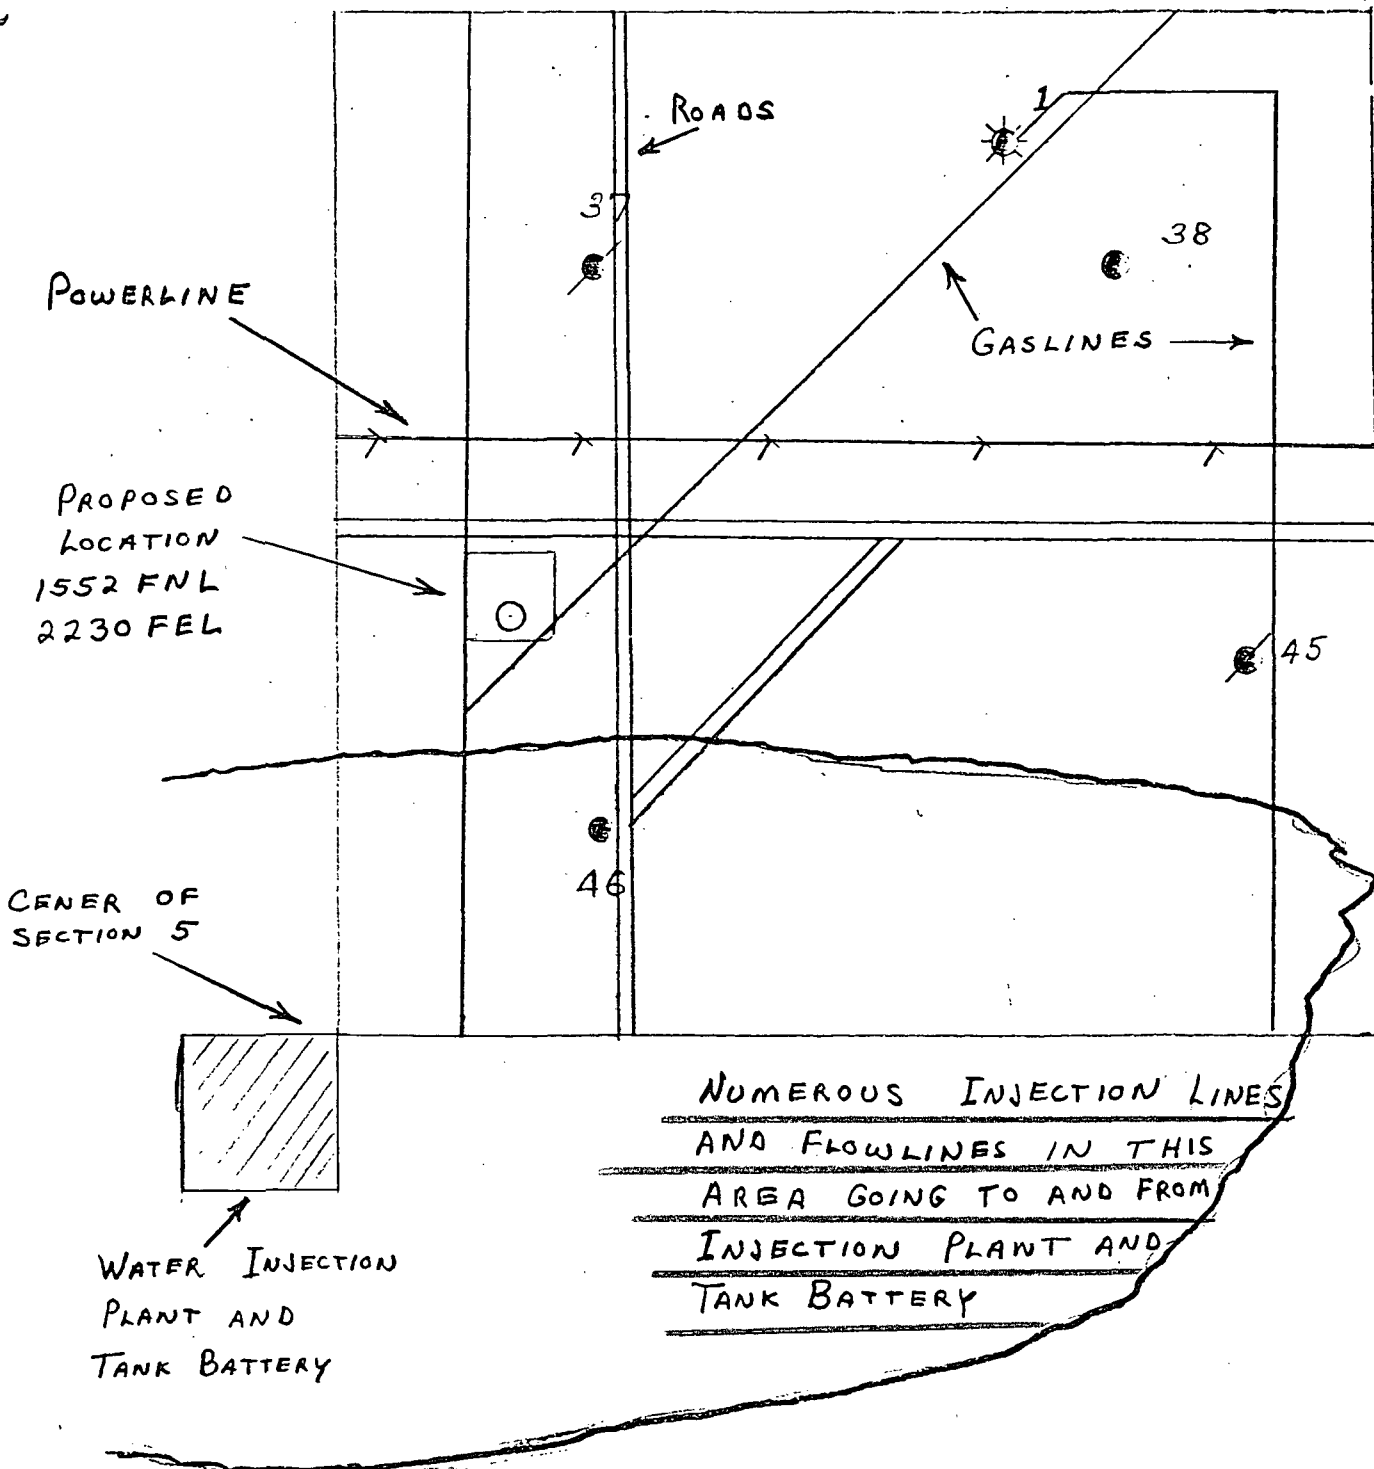 ROADS
1
37
38
POWERLINE
GASLINES
PROPOSED
LOCATION
1552 FNL
2230 FEL
45
46
CENER OF
SECTION 5
NUMEROUS INJECTION LINES
AND FLOWLINES IN THIS
AREA GOING TO AND FROM
INJECTION PLANT AND
TANK BATTERY
WATER INJECTION
PLANT AND
TANK BATTERY